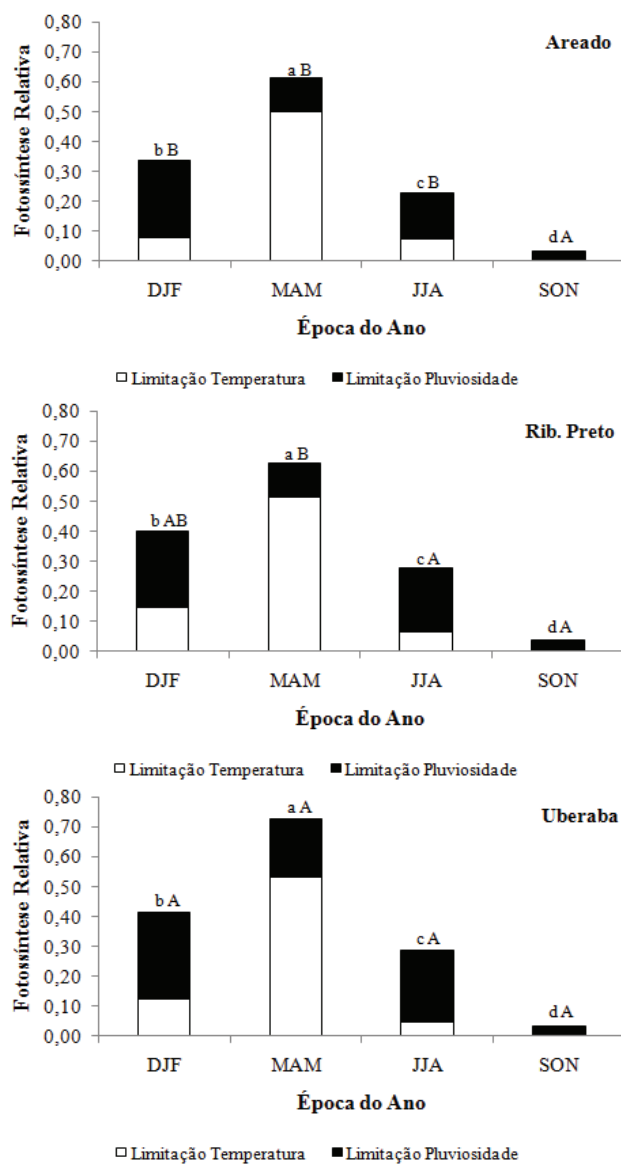 Areado
Fotossíntese Relativa
0,80
0,70
0,60
0,50
0,40
0,30
0,20
0,10
0,00
b B
a B
c B
d A
DJF MAM JJA SON
Época do Ano
Limitação Temperatura Limitação Pluviosidade
Rib. Preto
Fotossíntese Relativa
0,80
0,70
0,60
0,50
0,40
0,30
0,20
0,10
0,00
b AB
a B
c A
d A
DJF MAM JJA SON
Época do Ano
Limitação Temperatura Limitação Pluviosidade
Uberaba
Fotossíntese Relativa
0,80
0,70
0,60
0,50
0,40
0,30
0,20
0,10
0,00
b A
a A
c A
d A
DJF MAM JJA SON
Época do Ano
Limitação Temperatura Limitação Pluviosidade